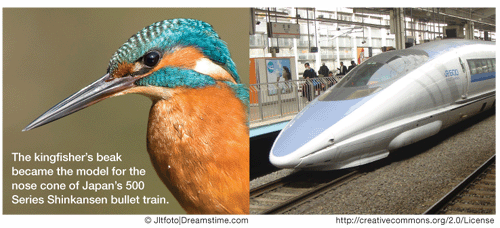 The kingfisher's beak
became the model for the
nose cone of Japan's 500
Series Shinkansen bullet train.
© Jltfoto|Dreamstime.com
http://creativecommons.org/2.0/License